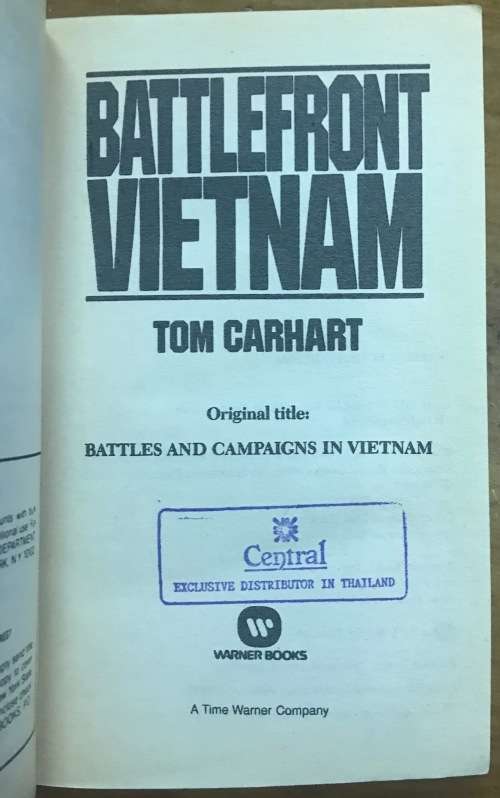 BATTLEFRONT
VIETNAM
TOM CARHART
Original title:
BATTLES AND CAMPAIGNS IN VIETNAM
Central
EXCLUSIVE DISTRIBUTOR IN THAILAND
WARNER BOOKS
A Time Warner Company
DEPARTMENT